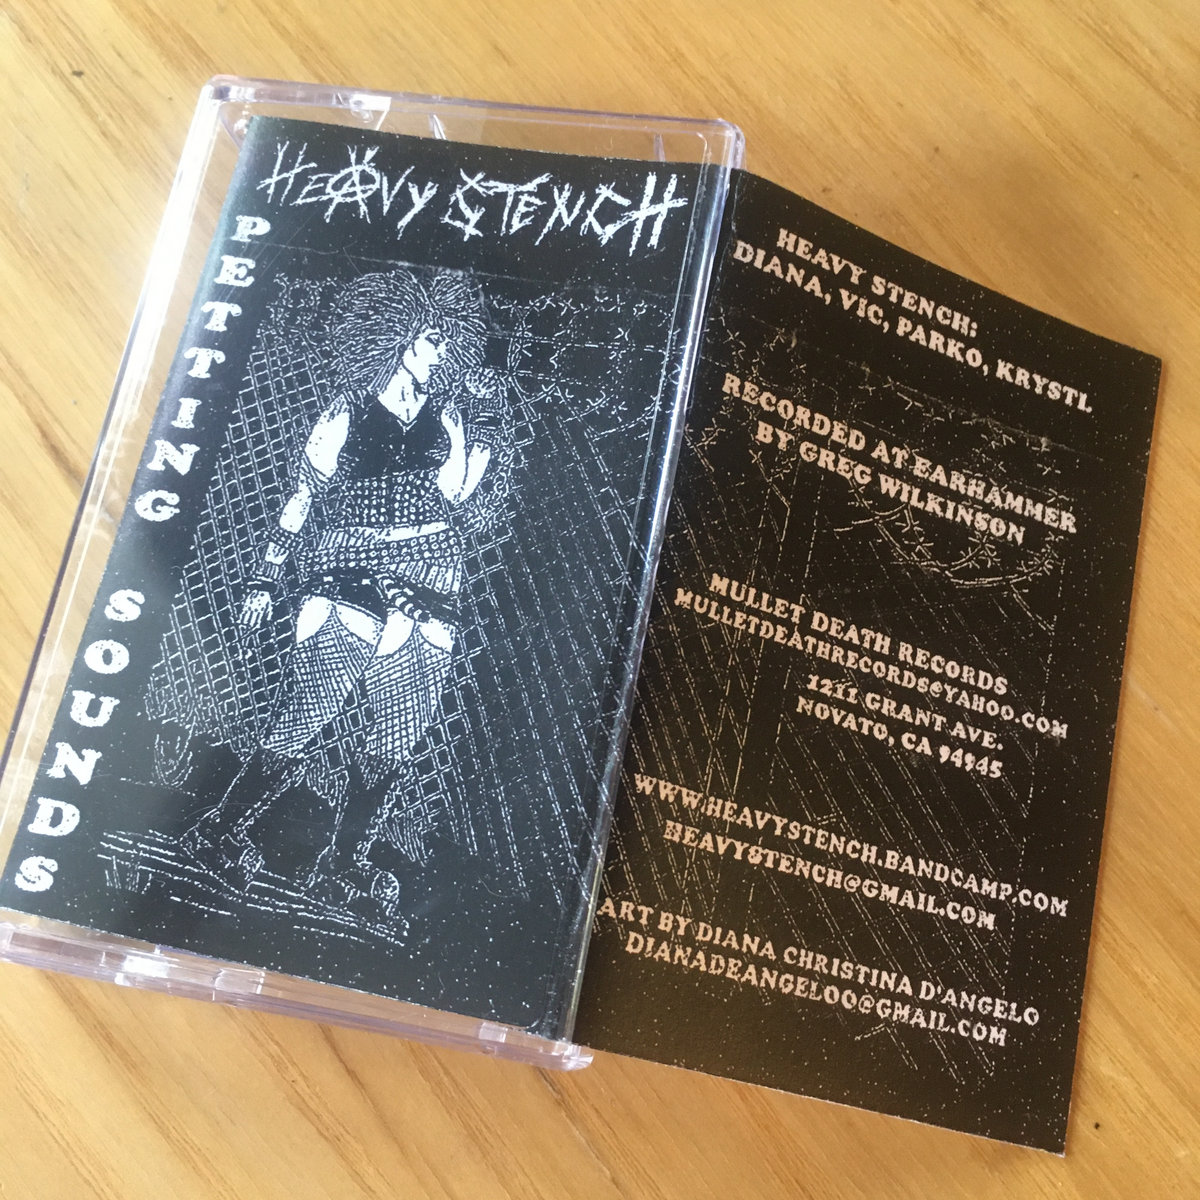 HEAVY STENCH
PETTING SOUNDS
HEAVY STENCH:
DIANA, VIC, PARKO, KRYSTL
RECORDED AT EARHAMMER
BY GREG WILKINSON
MULLET DEATH RECORDS
MULLETDEATHRECORDS@YAHOO.COM
1211 GRANT AVE.
NOVATO, CA 94945
WWW.HEAVYSTENCH.BANDCAMP.COM
HEAVYSTENCH@GMAIL.COM
ART BY DIANA CHRISTINA D'ANGELO
DIANADEANGELOO@GMAIL.COM